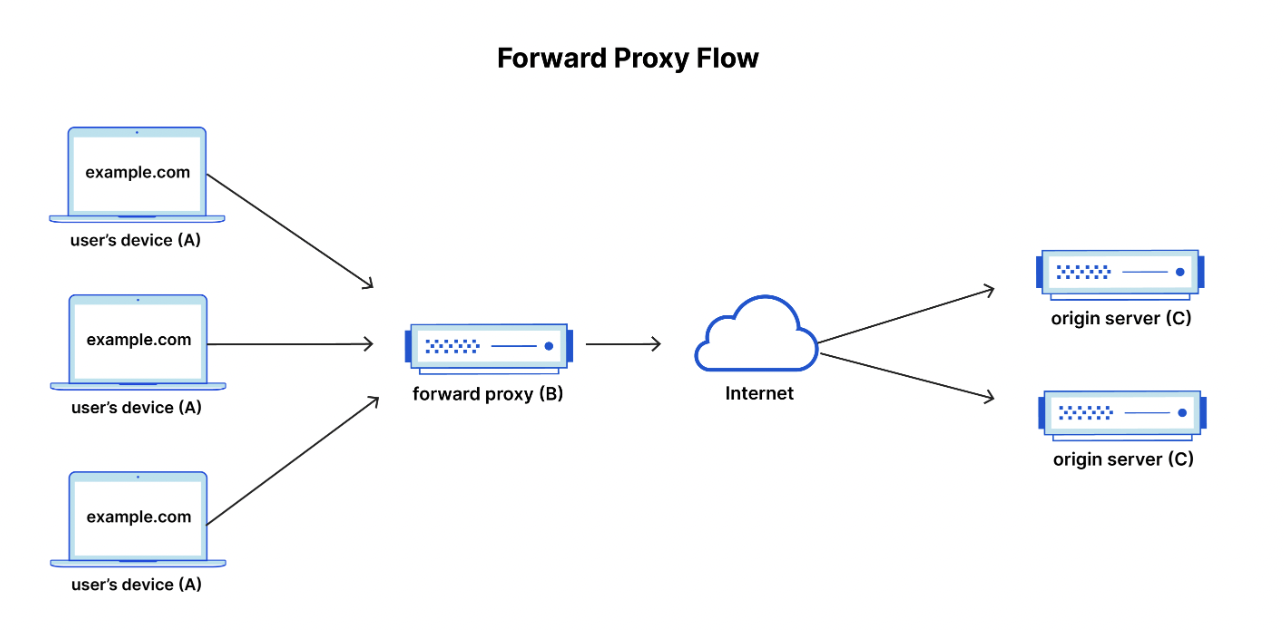 Forward Proxy Flow
example.com
user’s device (A)
example.com
user’s device (A)
example.com
user’s device (A)
forward proxy (B)
Internet
origin server (C)
origin server (C)